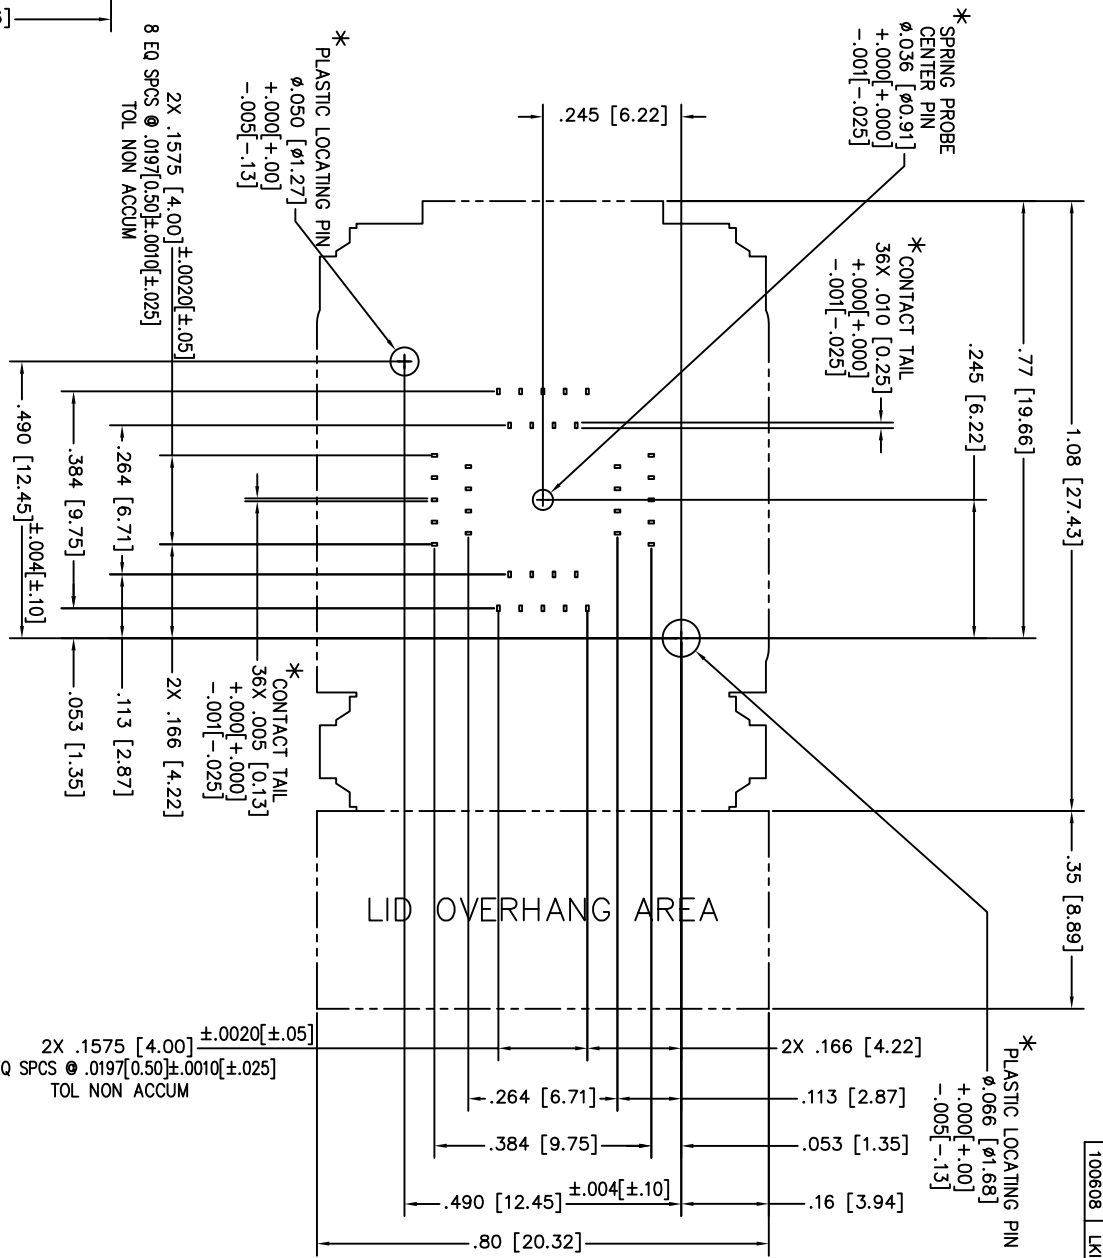 * SPRING PROBE
CENTER PIN
ø.036 [ø0.91]
+.000[+.000]
-.001[-.025]
* PLASTIC LOCATING PIN
ø.050 [ø1.27]
+.000[+.00]
-.005[-.13]
2X .1575 [4.00] ±.0020[±.05]
8 EQ SPCS @ .0197[0.50]±.0010[±.025]
TOL NON ACCUM
.245 [6.22]
* CONTACT TAIL
36X .010 [0.25]
+.000[+.000]
-.001[-.025]
.245 [6.22]
.77 [19.66]
1.08 [27.43]
.35 [8.89]
.490 [12.45] ±.004[±.10]
.384 [9.75]
.264 [6.71]
* CONTACT TAIL
36X .005 [0.13]
+.000[+.000]
-.001[-.025]
2X .166 [4.22]
.113 [2.87]
.053 [1.35]
LID OVERHANG AREA
* PLASTIC LOCATING PIN
ø.066 [ø1.68]
+.000[+.00]
-.005[-.13]
2X .1575 [4.00] ±.0020[±.05]
Q SPCS @ .0197[0.50]±.0010[±.025]
TOL NON ACCUM
2X .166 [4.22]
.264 [6.71]
.113 [2.87]
.384 [9.75]
.053 [1.35]
.490 [12.45] ±.004[±.10]
.16 [3.94]
.80 [20.32]
100608